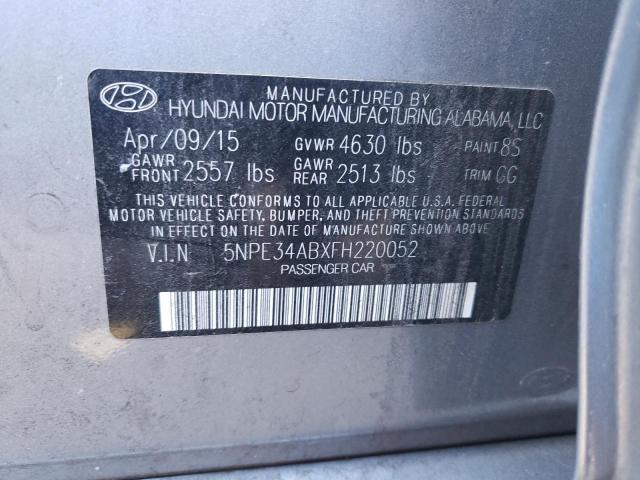 MANUFACTURED BY
HYUNDAI MOTOR MANUFACTURING ALABAMA, LLC
Apr/09/15 GVWR 4630 lbs PAINT 8S
GAWR FRONT 2557 lbs GAWR REAR 2513 lbs TRIM GG
THIS VEHICLE CONFORMS TO ALL APPLICABLE U.S.A. FEDERAL
MOTOR VEHICLE SAFETY, BUMPER, AND THEFT PREVENTION STANDARDS
IN EFFECT ON THE DATE OF MANUFACTURE SHOWN ABOVE.
V.I.N 5NPE34ABXFH220052
PASSENGER CAR